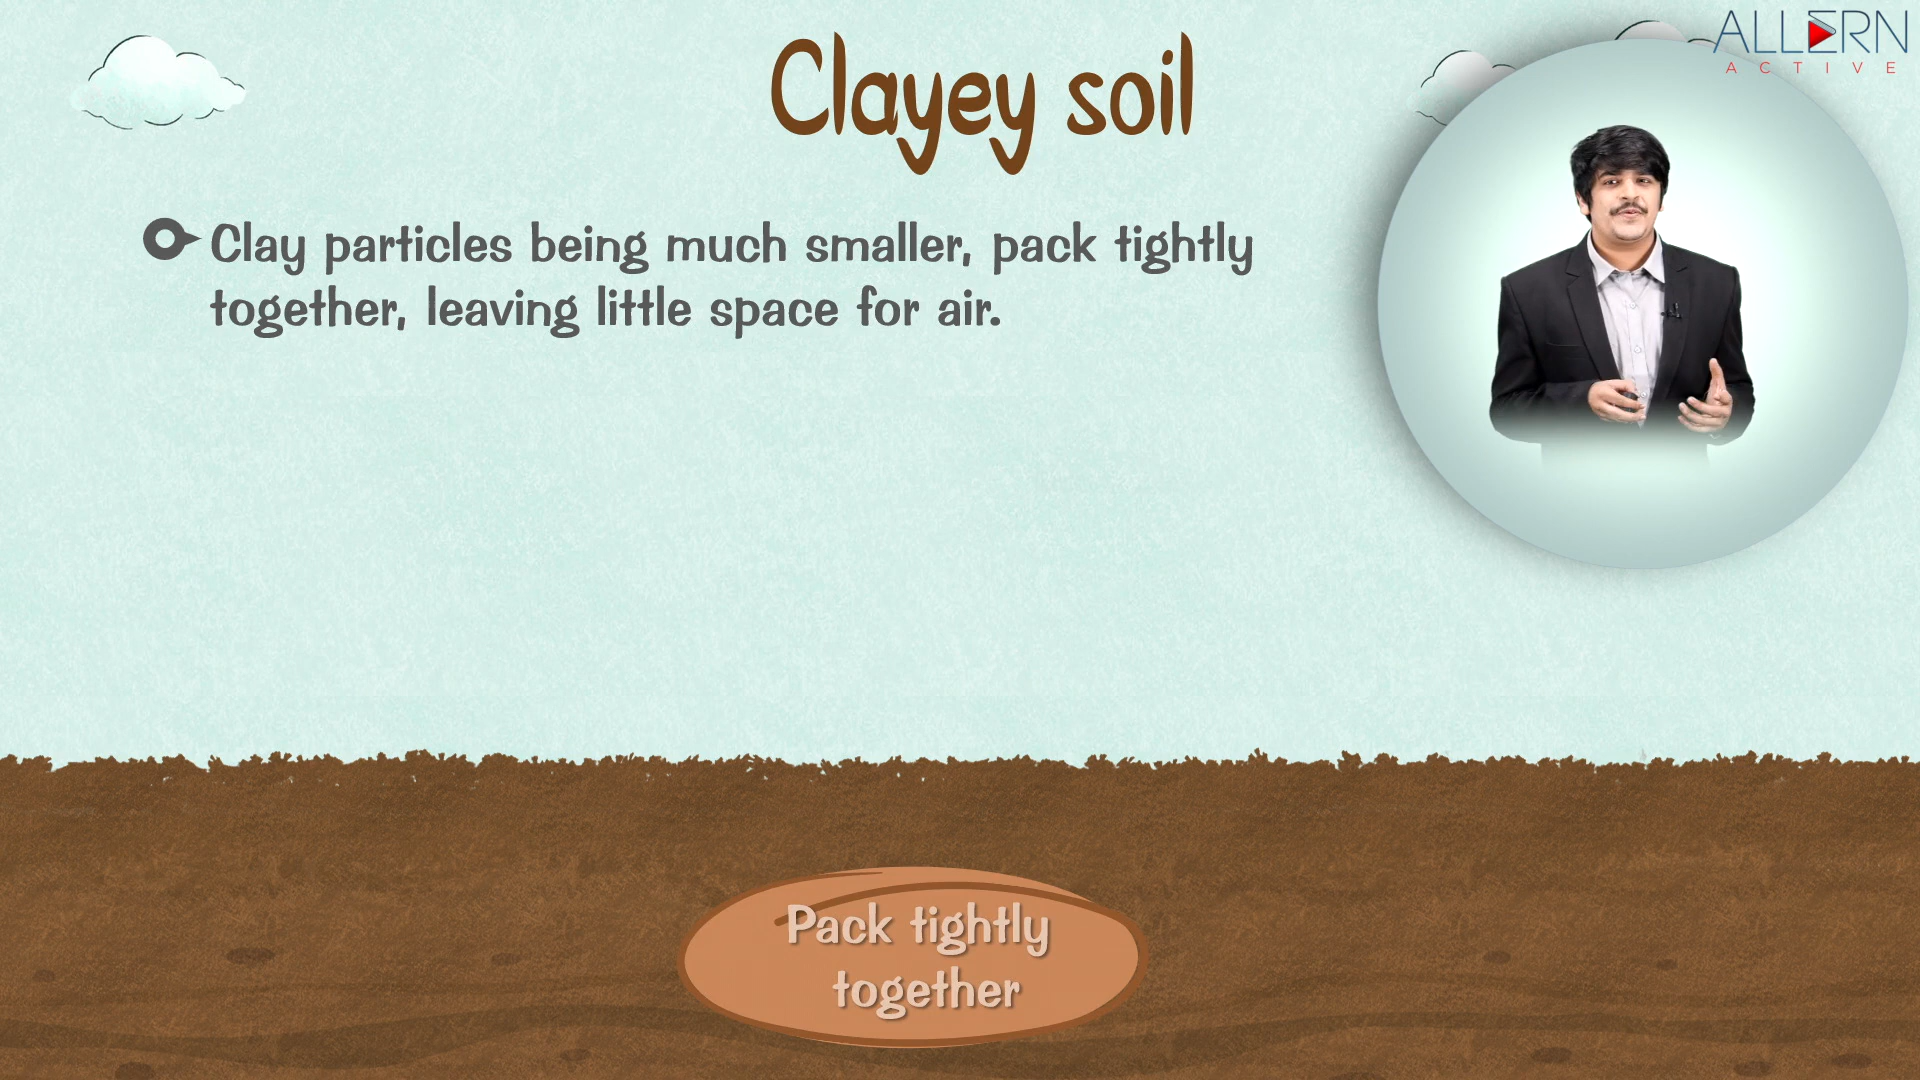 Clayey soil
ALLERN
ACTIVE
Clay particles being much smaller, pack tightly
together, leaving little space for air.
Pack tightly
together